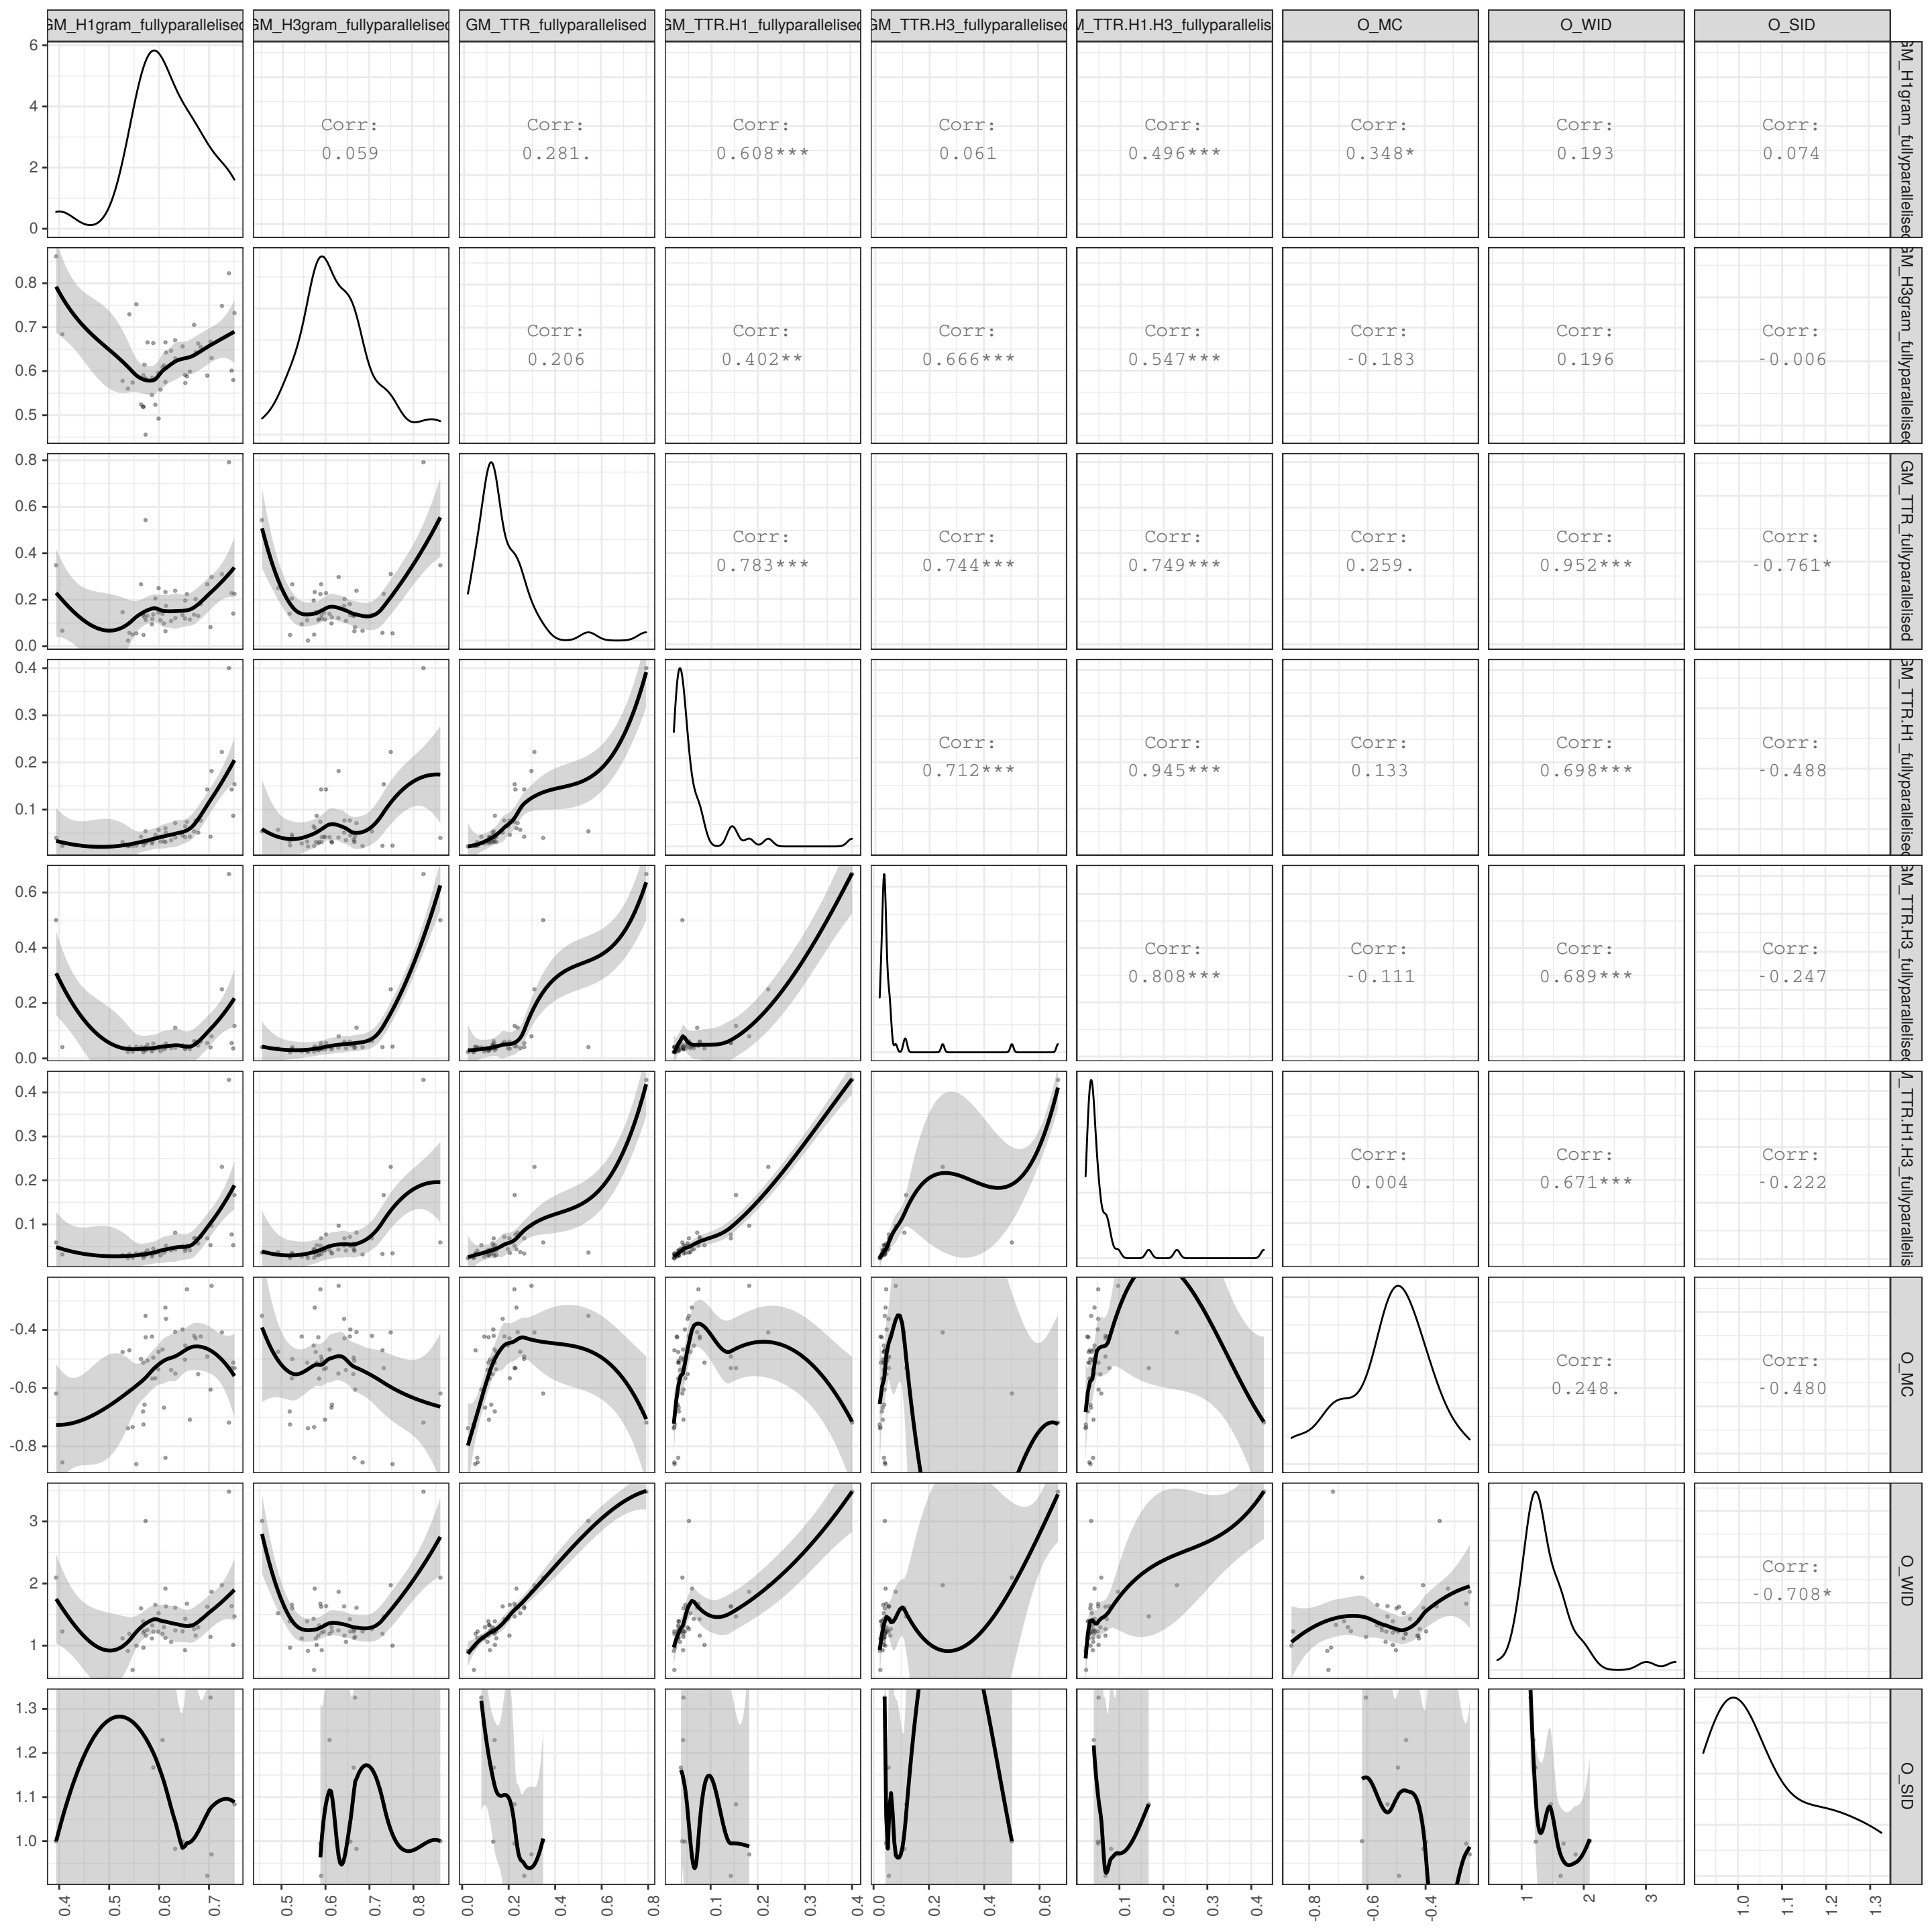 GM_H1gram_fullyparallelised GM_H3gram_fullyparallelised GM_TTR_fullyparallelised GM_TTR.H1_fullyparallelised GM_TTR.H3_fullyparallelised M_TTR.H1.H3_fullyparallelis O_MC O_WID O_SID
6
4
2
0
Corr: Corr: Corr: Corr: Corr: Corr: Corr: Corr:
0.059 0.281. 0.608*** 0.061 0.496*** 0.348* 0.193 0.074
GM_H1gram_fullyparallelised
0.8
0.7
0.6
0.5
Corr: Corr: Corr: Corr: Corr: Corr: Corr:
0.206 0.402** 0.666*** 0.547*** -0.183 0.196 -0.006
GM_H3gram_fullyparallelised
0.8
0.6
0.4
0.2
0.0
Corr: Corr: Corr: Corr: Corr: Corr:
0.783*** 0.744*** 0.749*** 0.259. 0.952*** -0.761*
GM_TTR_fullyparallelised
0.4
0.3
0.2
0.1
Corr: Corr: Corr: Corr: Corr:
0.712*** 0.945*** 0.133 0.698*** -0.488
GM_TTR.H1_fullyparallelised
0.6
0.4
0.2
0.0
Corr: Corr: Corr: Corr:
0.808*** -0.111 0.689*** -0.247
GM_TTR.H3_fullyparallelised
0.4
0.3
0.2
0.1
Corr: Corr: Corr:
0.004 0.671*** -0.222
M_TTR.H1.H3_fullyparallelis
-0.4
-0.6
-0.8
Corr: Corr:
0.248. -0.480
O_MC
3
2
1
Corr:
-0.708*
O_WID
1.3
1.2
1.1
1.0
O_SID
0.4 0.5 0.6 0.7 0.5 0.6 0.7 0.8 0.0 0.2 0.4 0.6 0.8 0.1 0.2 0.3 0.4 0.0 0.2 0.4 0.6 0.1 0.2 0.3 0.4 -0.8 -0.6 -0.4 1 2 3 1.0 1.1 1.2 1.3